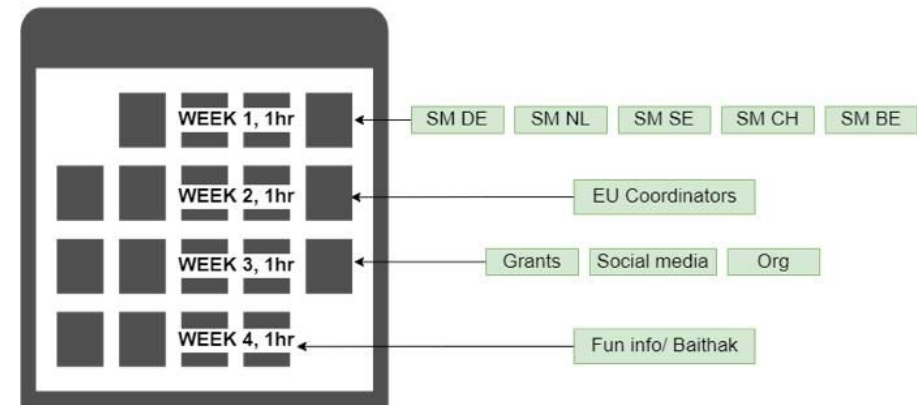 WEEK 1, 1hr
SM DE
SM NL
SM SE
SM CH
SM BE
WEEK 2, 1hr
EU Coordinators
WEEK 3, 1hr
Grants
Social media
Org
WEEK 4, 1hr
Fun info/ Baithak